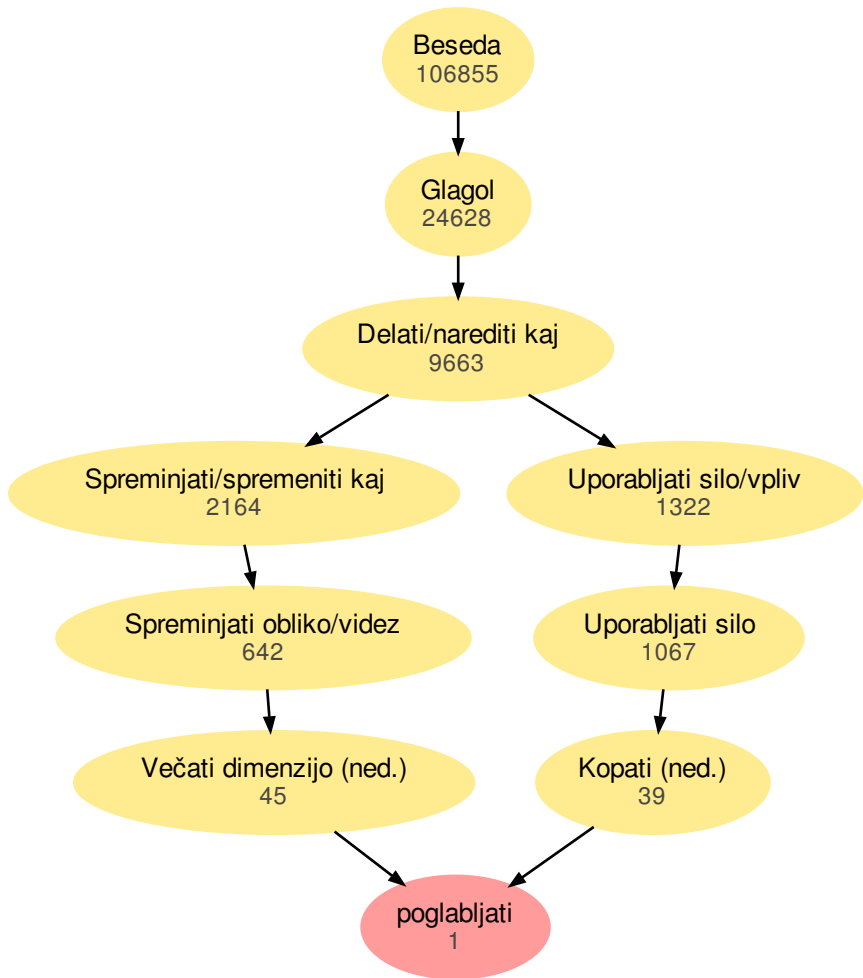 Beseda
106855
Glagol
24628
Delati/narediti kaj
9663
Spreminjati/spremeniti kaj
2164
Uporabljati silo/vpliv
1322
Spreminjati obliko/videz
642
Uporabljati silo
1067
Večati dimenzijo (ned.)
45
Kopati (ned.)
39
poglabljati
1